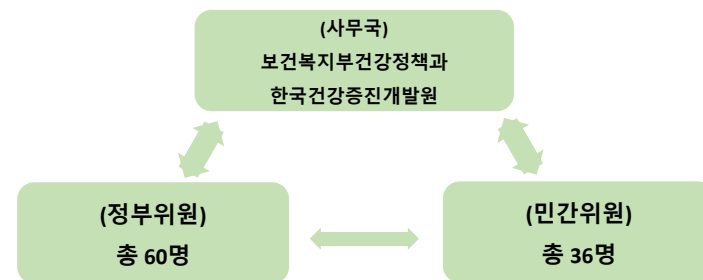 (사무국)
보건복지부건강정책과
한국건강증진개발원
(정부위원)
총 60명
(민간위원)
총 36명